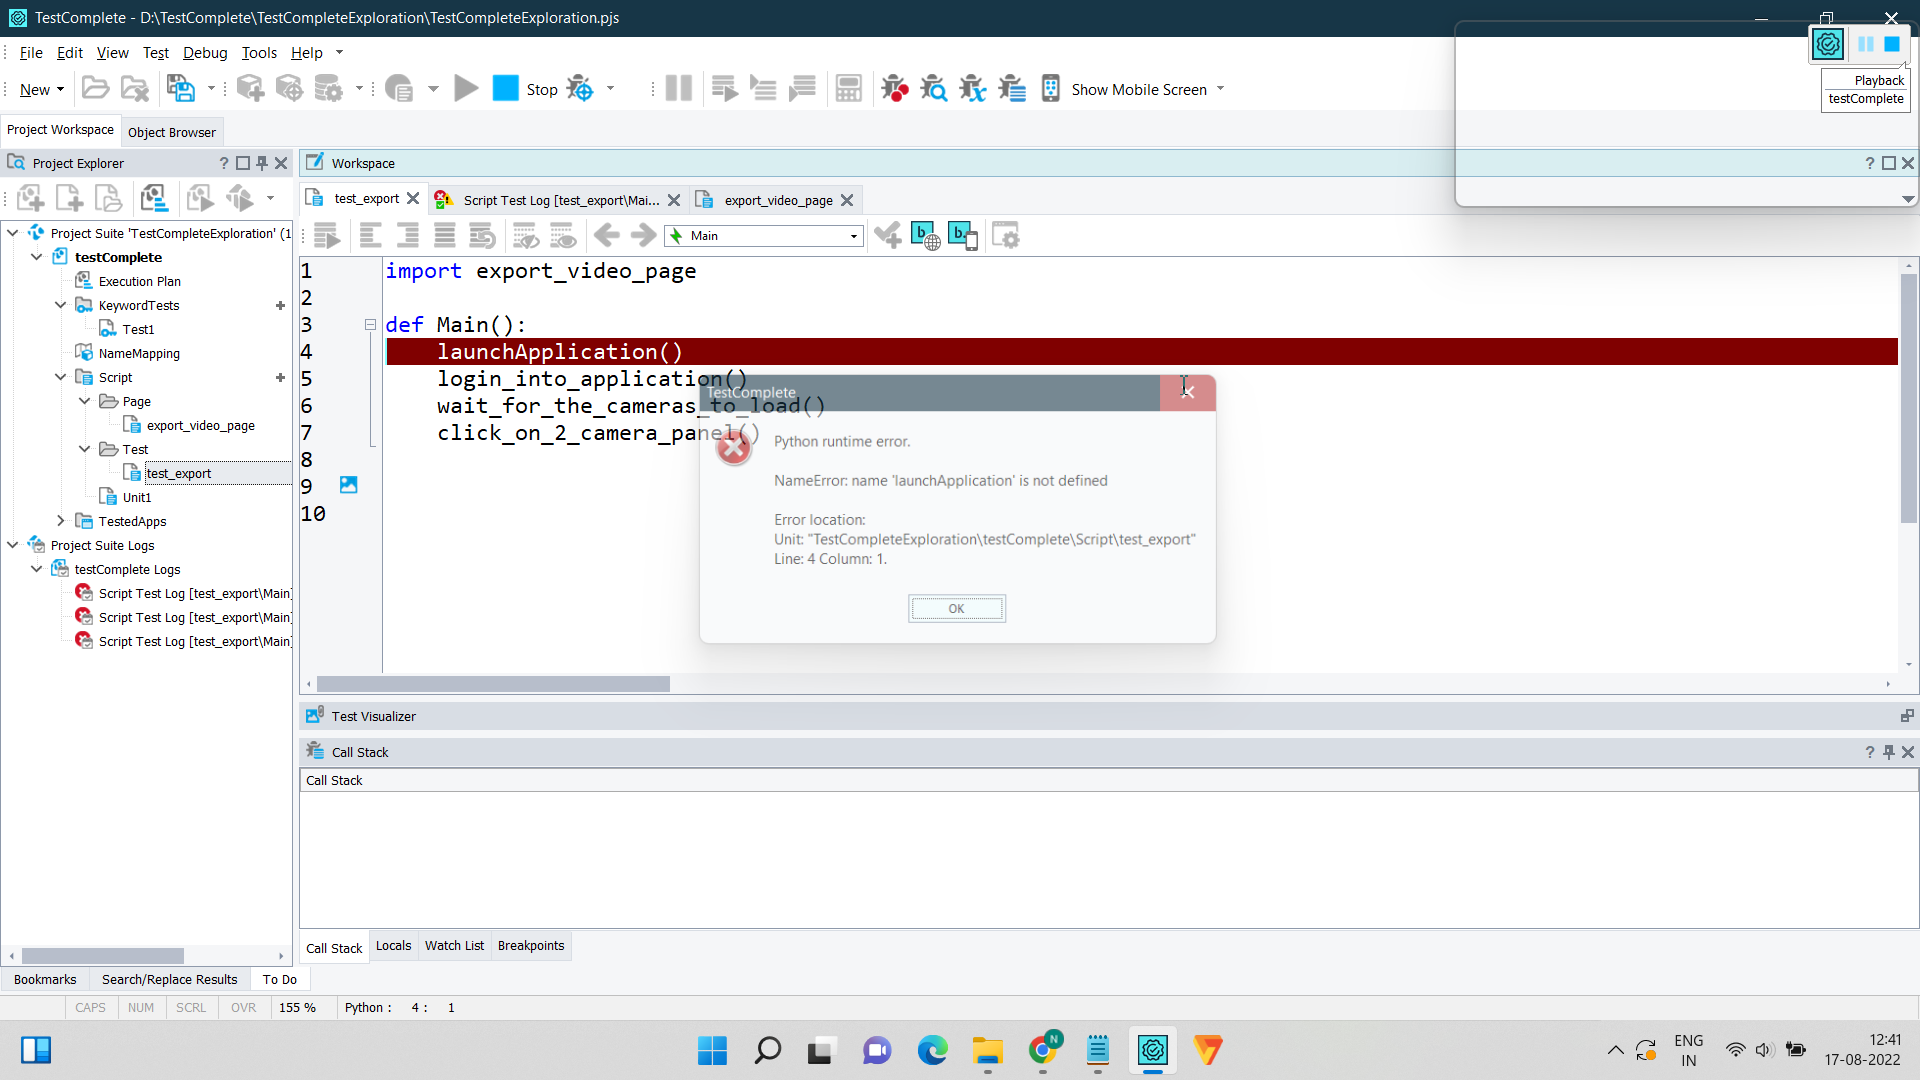 TestComplete - D:\TestComplete\TestCompleteExploration\TestCompleteExploration.pjs
File Edit View Test Debug Tools Help
New Stop Show Mobile Screen
Playback
testComplete
Project Workspace Object Browser
Project Explorer
Workspace
test_export Script Test Log [test_export\Mai... export_video_page
Main
Project Suite 'TestCompleteExploration' (1
testComplete
Execution Plan
KeywordTests
Test1
NameMapping
Script
Page
export_video_page
Test
test_export
Unit1
TestedApps
Project Suite Logs
testComplete Logs
Script Test Log [test_export\Main]
Script Test Log [test_export\Main]
Script Test Log [test_export\Main]
1 import export_video_page
2
3 def Main():
4 launchApplication()
5 login_into_application()
6 wait_for_the_cameras_to_load()
7 click_on_2_camera_panel()
8
9
10
TestComplete
Python runtime error.
NameError: name 'launchApplication' is not defined
Error location:
Unit: "TestCompleteExploration\testComplete\Script\test_export"
Line: 4 Column: 1.
OK
Test Visualizer
Call Stack
Call Stack
Call Stack Locals Watch List Breakpoints
Bookmarks Search/Replace Results To Do
CAPS NUM SCRL OVR 155 % Python : 4 : 1
N
ENG
IN
12:41
17-08-2022